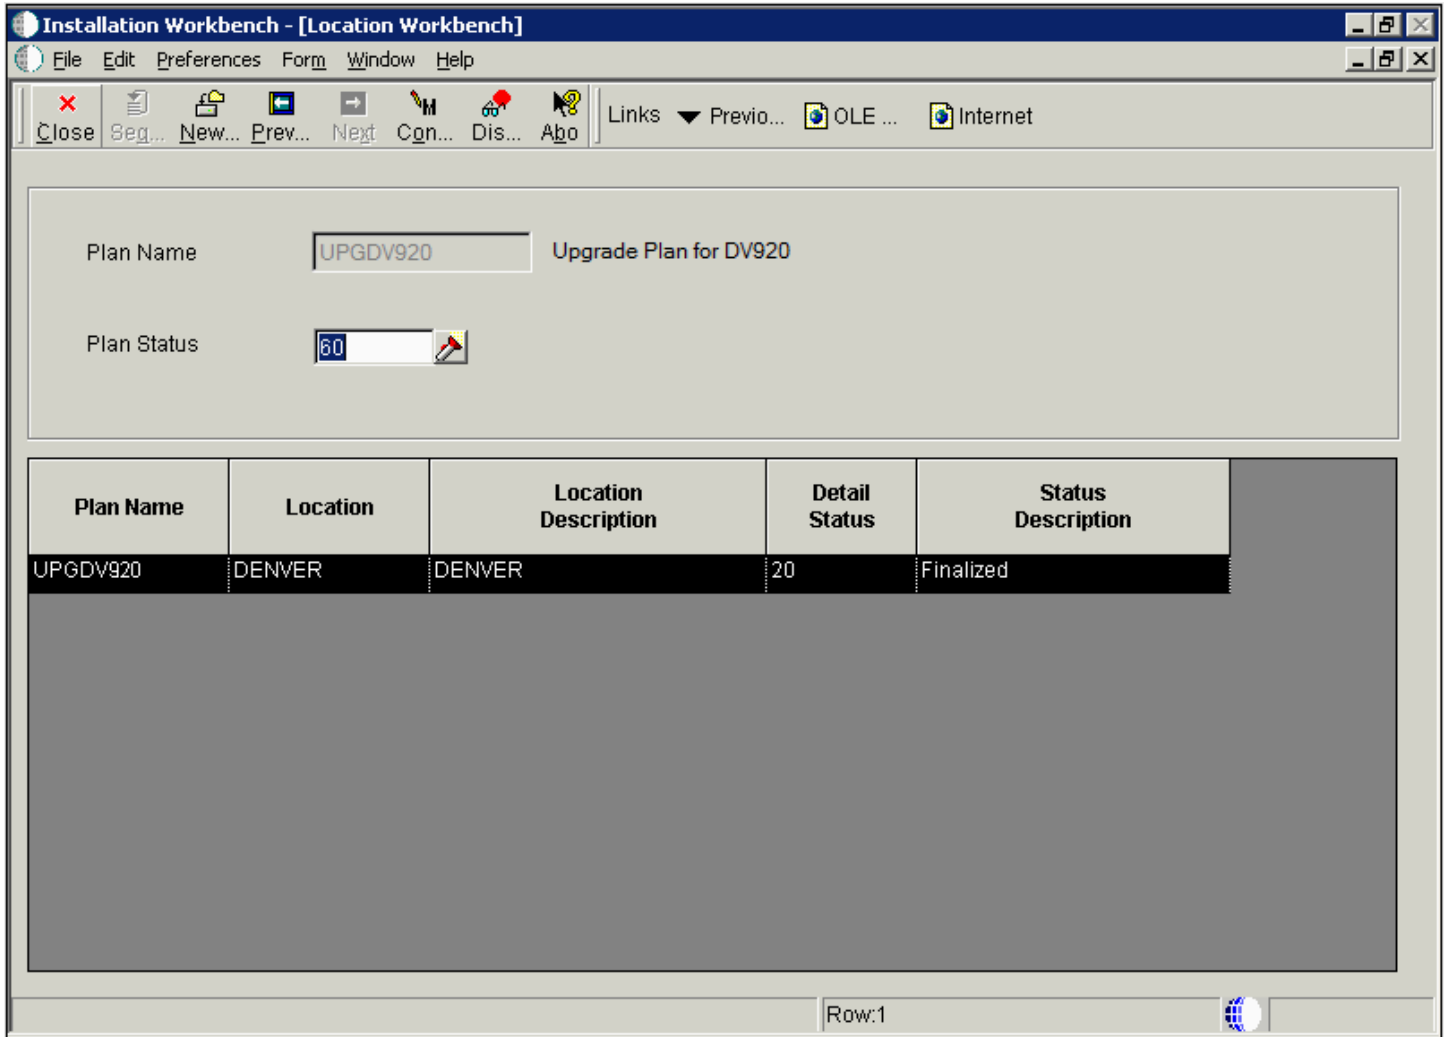 Installation Workbench - [Location Workbench]
File Edit Preferences Form Window Help
Close Seq... New... Prev... Next Con... Dis... Abo Links Previo... OLE ... Internet
Plan Name UPGDV920 Upgrade Plan for DV920
Plan Status 60
Plan Name Location Location Description Detail Status Status Description
UPGDV920 DENVER DENVER 20 Finalized
Row:1